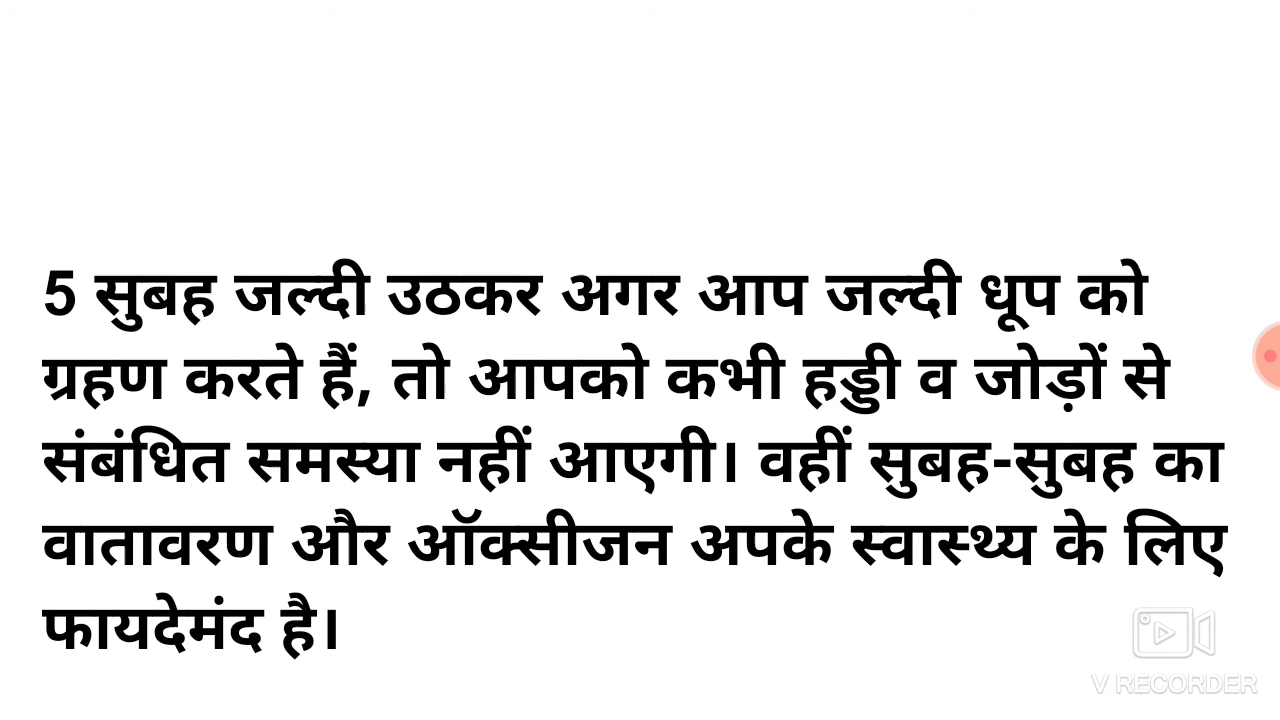 5 सुबह जल्दी उठकर अगर आप जल्दी धूप को
ग्रहण करते हैं, तो आपको कभी हड्डी व जोड़ों से
संबंधित समस्या नहीं आएगी। वहीं सुबह-सुबह का
वातावरण और ऑक्सीजन अपके स्वास्थ्य के लिए
फायदेमंद है।
V RECORDER